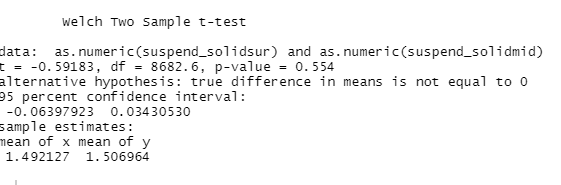 Welch Two Sample t-test
data: as.numeric(suspend_solidsur) and as.numeric(suspend_solidmid)
t = -0.59183, df = 8682.6, p-value = 0.554
alternative hypothesis: true difference in means is not equal to 0
95 percent confidence interval:
-0.06397923 0.03430530
sample estimates:
mean of x mean of y
1.492127 1.506964